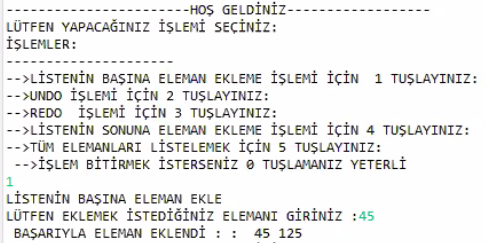 -----------------------HOŞ GELDİNİZ------------------
LÜTFEN YAPACAĞINIZ İŞLEMİ SEÇİNİZ:
İŞLEMLER:
---------------------
-->LİSTENİN BAŞINA ELEMAN EKLEME İŞLEMİ İÇİN  1 TUŞLAYINIZ:
-->UNDO İŞLEMİ İÇİN 2 TUŞLAYINIZ:
-->REDO  İŞLEMİ İÇİN 3 TUŞLAYINIZ:
-->LİSTENİN SONUNA ELEMAN EKLEME İŞLEMİ İÇİN 4 TUŞLAYINIZ:
-->TÜM ELEMANLARI LİSTELEMEK İÇİN 5 TUŞLAYINIZ:
 -->İŞLEM BİTİRMEK İSTERSENİZ 0 TUŞLAMANIZ YETERLİ
1
LİSTENİN BAŞINA ELEMAN EKLE
LÜTFEN EKLEMEK İSTEDİĞİNİZ ELEMANI GİRİNİZ :45
 BAŞARIYLA ELEMAN EKLENDİ : :  45 125